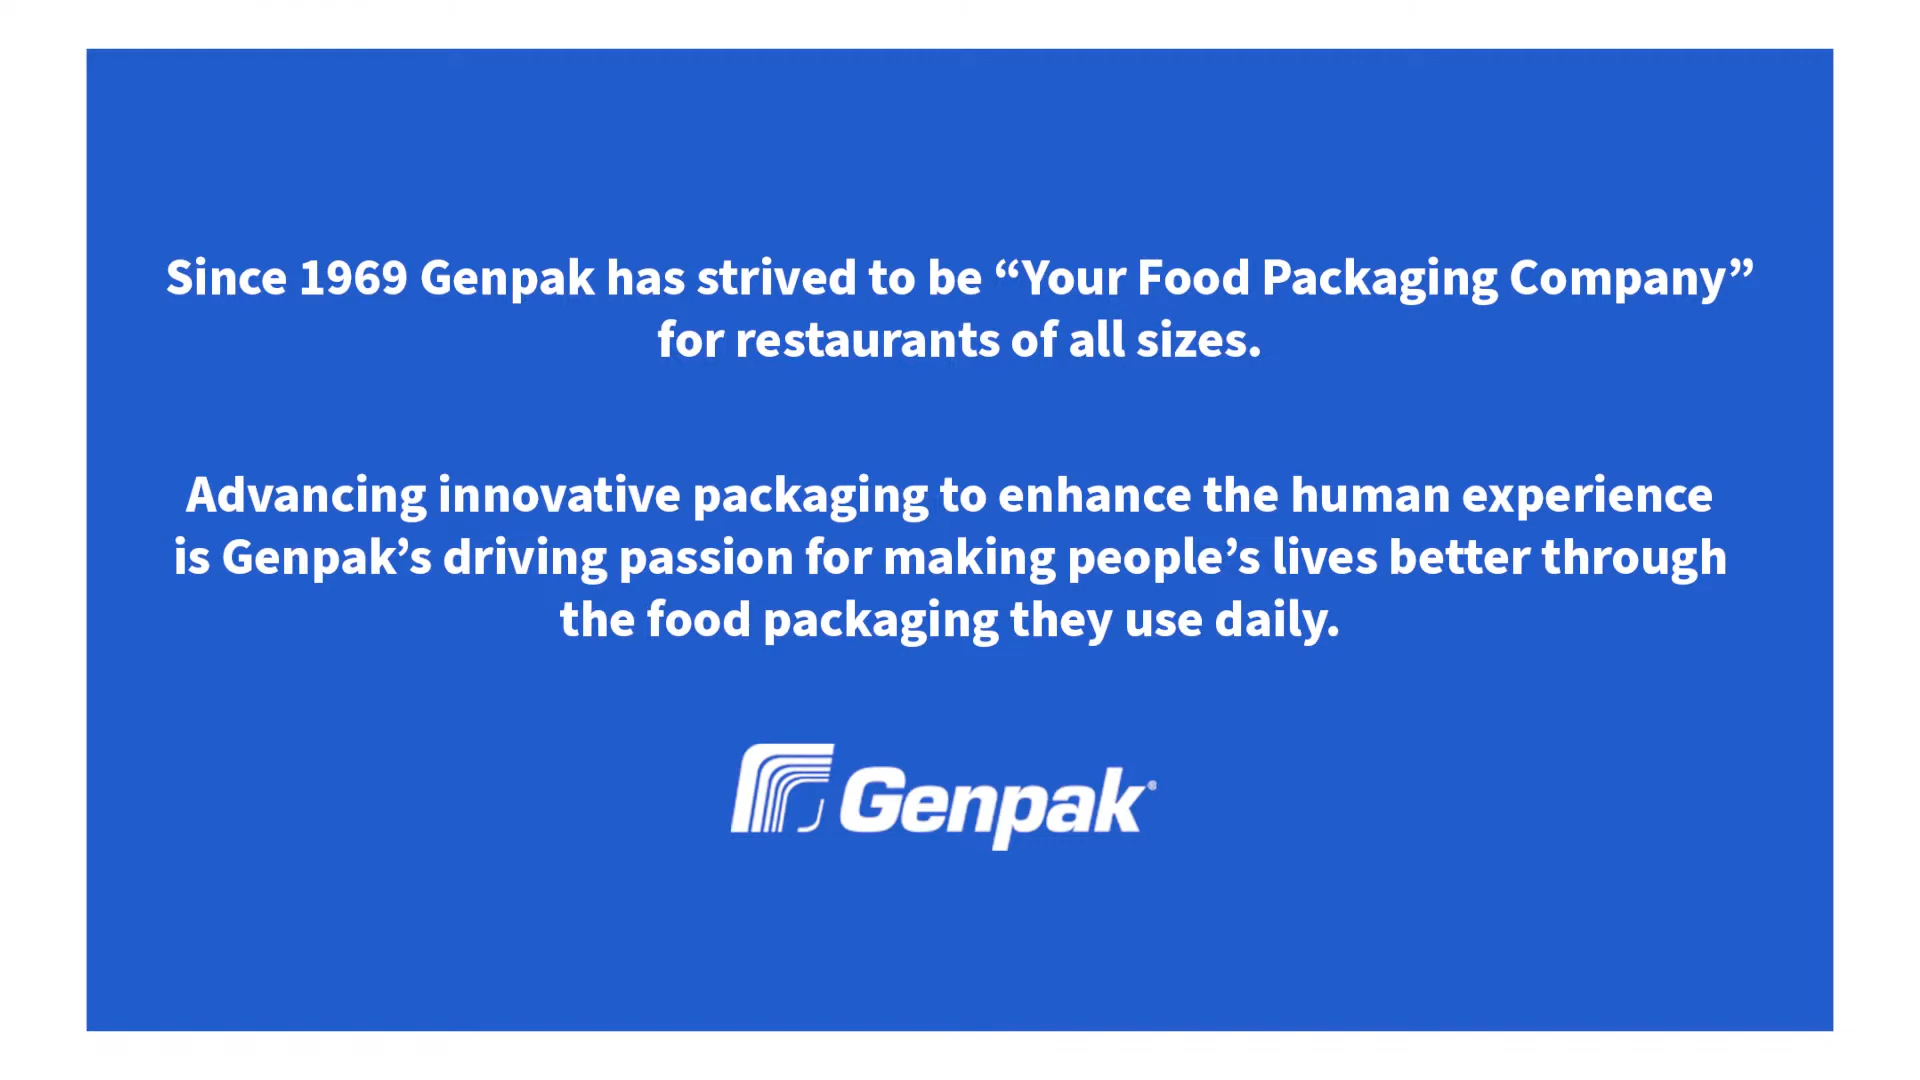 Since 1969 Genpak has strived to be “Your Food Packaging Company”
for restaurants of all sizes.
Advancing innovative packaging to enhance the human experience
is Genpak’s driving passion for making people’s lives better through
the food packaging they use daily.
Genpak®